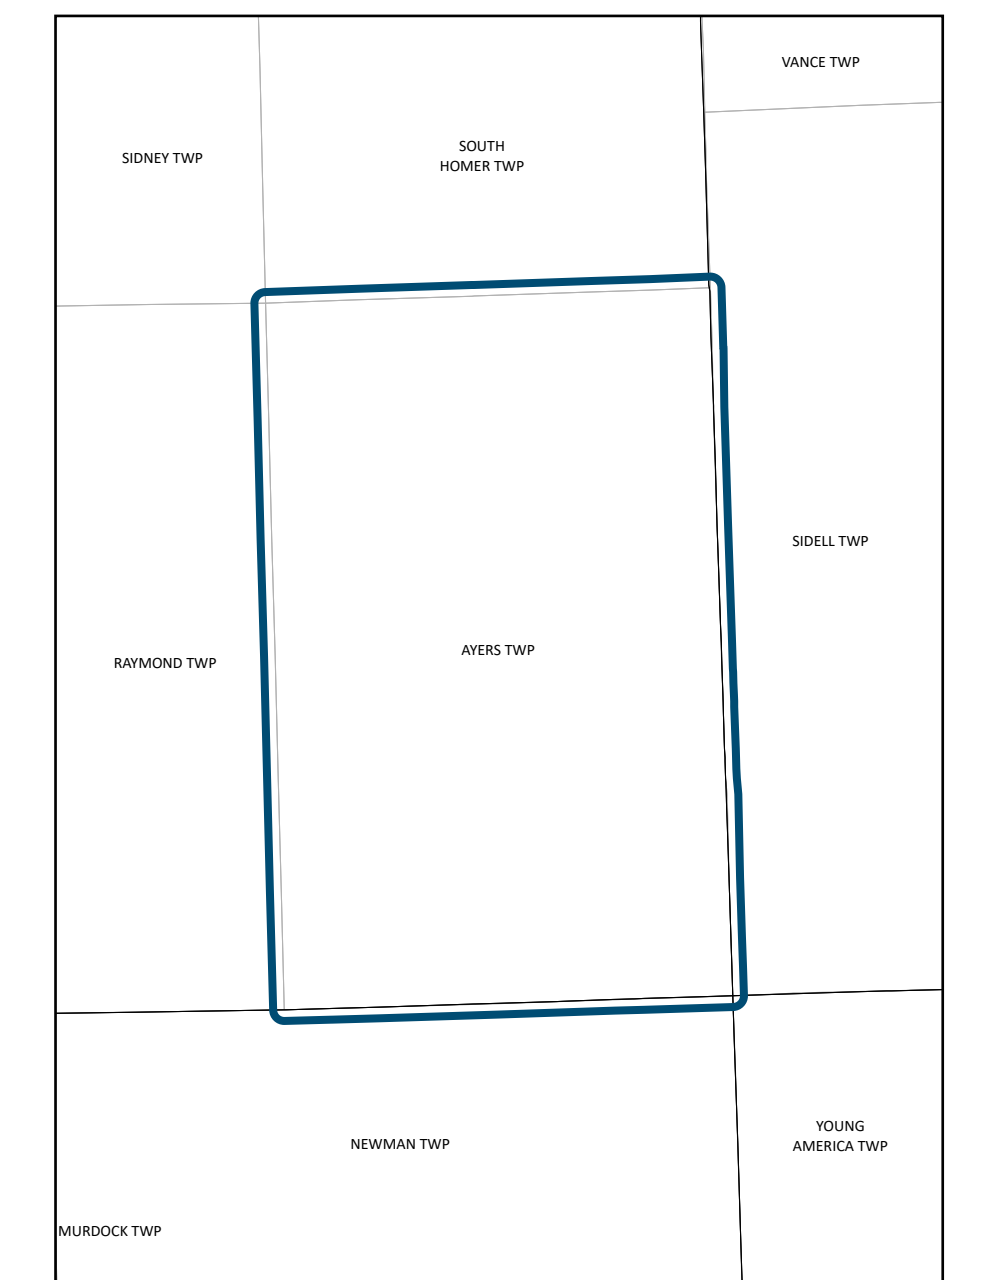 VANCE TWP
SIDNEY TWP
SOUTH
HOMER TWP
SIDELL TWP
AYERS TWP
RAYMOND TWP
YOUNG
AMERICA TWP
NEWMAN TWP
MURDOCK TWP